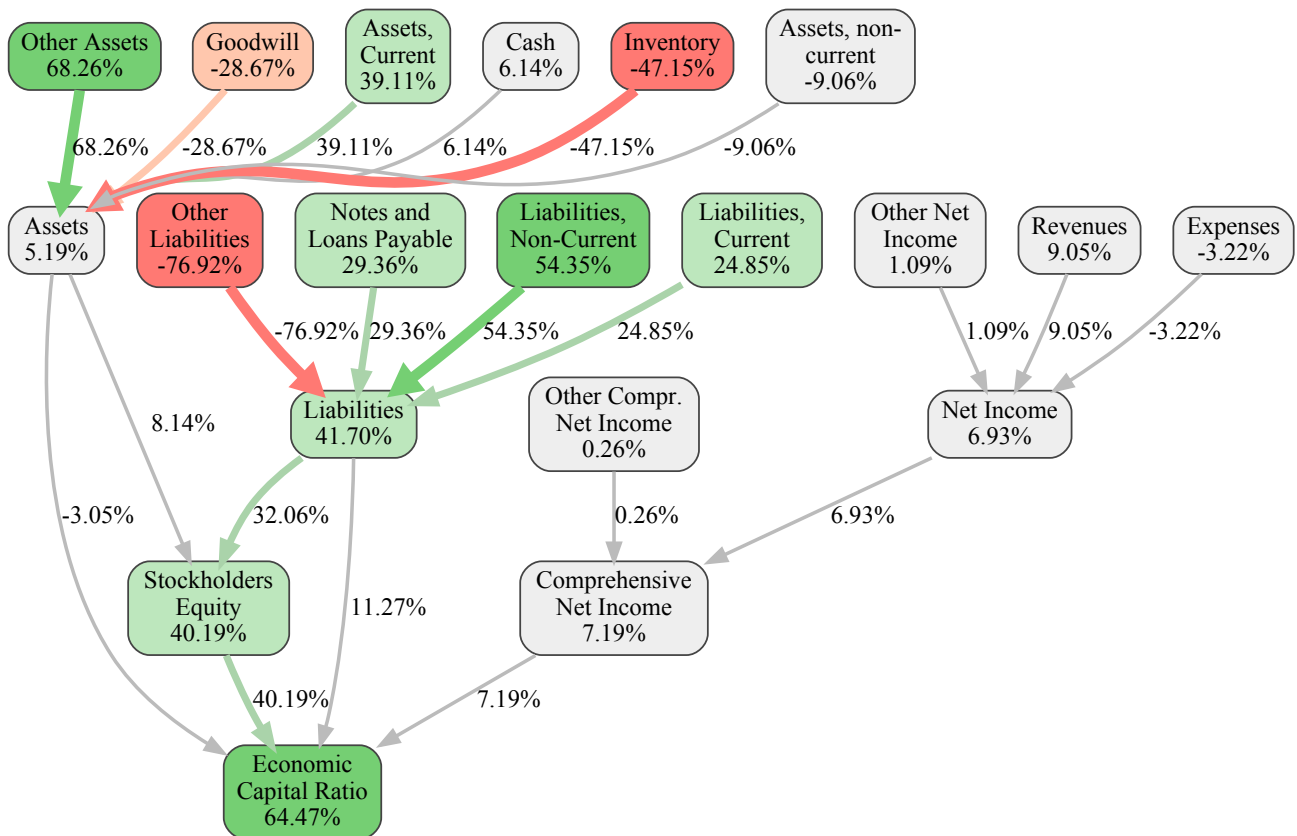 Other Assets
68.26%
Goodwill
-28.67%
Assets,
Current
39.11%
Cash
6.14%
Inventory
-47.15%
Assets, non-
current
-9.06%
68.26%
-28.67%
39.11%
6.14%
-47.15%
-9.06%
Assets
5.19%
Other
Liabilities
-76.92%
Notes and
Loans Payable
29.36%
Liabilities,
Non-Current
54.35%
Liabilities,
Current
24.85%
Other Net
Income
1.09%
Revenues
9.05%
Expenses
-3.22%
-76.92%
29.36%
54.35%
24.85%
1.09%
9.05%
-3.22%
Liabilities
41.70%
Other Compr.
Net Income
0.26%
Net Income
6.93%
8.14%
-3.05%
32.06%
0.26%
6.93%
Stockholders
Equity
40.19%
11.27%
Comprehensive
Net Income
7.19%
40.19%
7.19%
Economic
Capital Ratio
64.47%